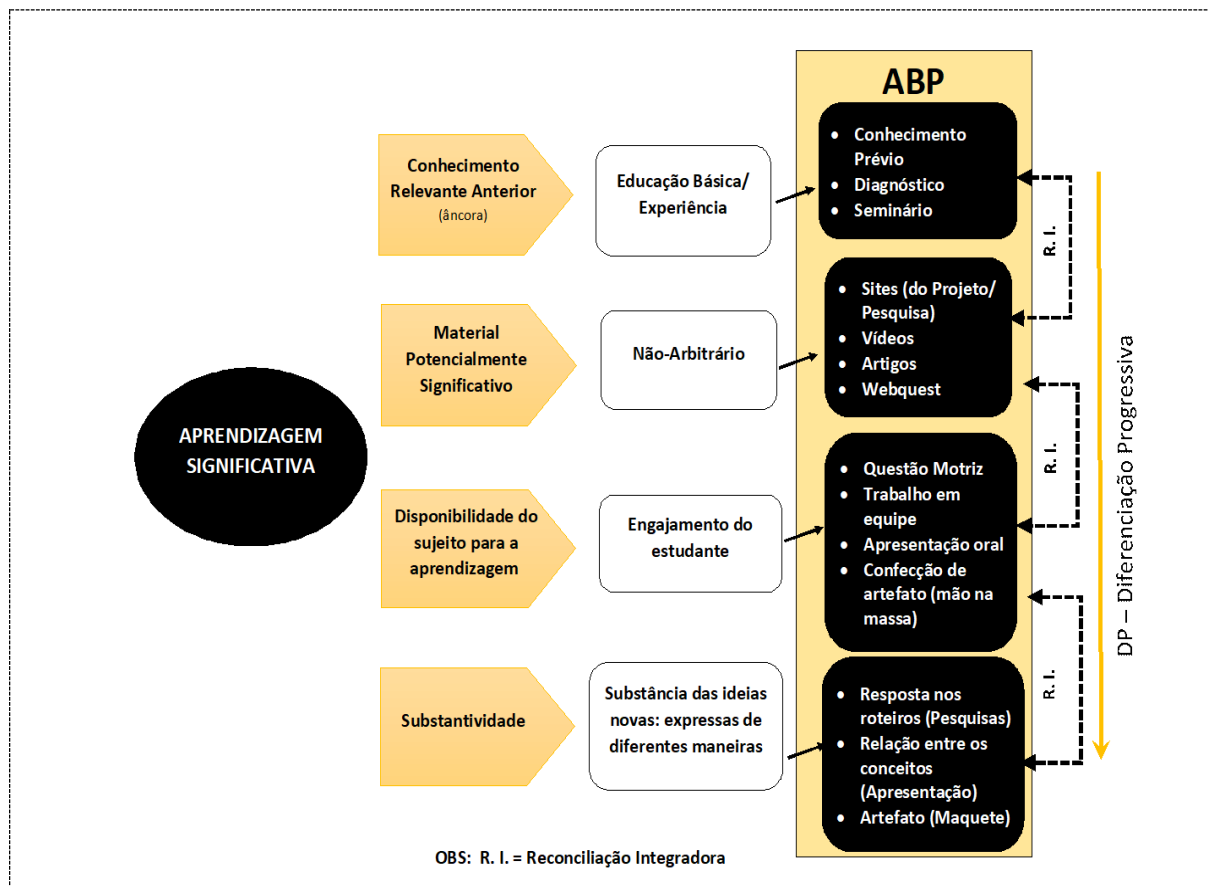 ABP
Conhecimento
Relevante Anterior
(âncora)
Educação Básica/
Experiência
• Conhecimento
Prévio
• Diagnóstico
• Seminário
R. I.
Material
Potencialmente
Significativo
Não-Arbitrário
• Sites (do Projeto/
Pesquisa)
• Vídeos
• Artigos
• Webquest
R. I.
APRENDIZAGEM
SIGNIFICATIVA
Disponibilidade do
sujeito para a
aprendizagem
Engajamento do
estudante
• Questão Motriz
• Trabalho em
equipe
• Apresentação oral
• Confecção de
artefato (mão na
massa)
R. I.
Substantividade
Substância das ideias
novas: expressas de
diferentes maneiras
• Resposta nos
roteiros (Pesquisas)
• Relação entre os
conceitos
(Apresentação)
• Artefato (Maquete)
DP – Diferenciação Progressiva
OBS: R. I. = Reconciliação Integradora